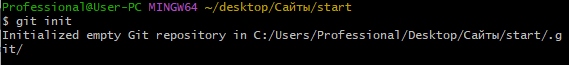 Professional@User-PC MINGW64 ~/desktop/Сайты/start
$ git init
Initialized empty Git repository in C:/Users/Professional/Desktop/Сайты/start/.g
it/